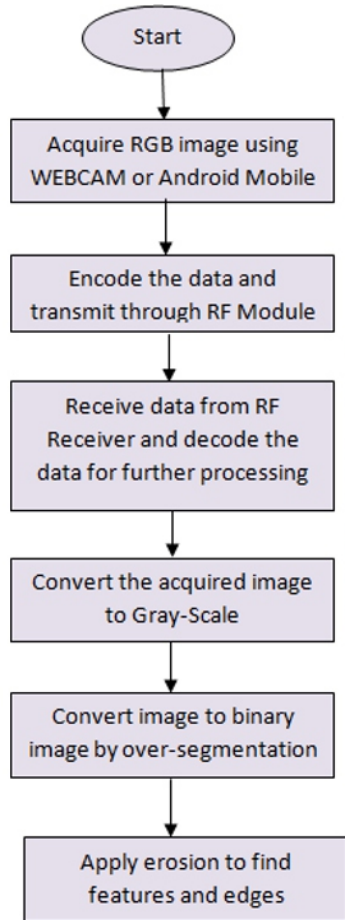 Start
Acquire RGB image using
WEBCAM or Android Mobile
Encode the data and
transmit through RF Module
Receive data from RF
Receiver and decode the
data for further processing
Convert the acquired image
to Gray-Scale
Convert image to binary
image by over-segmentation
Apply erosion to find
features and edges